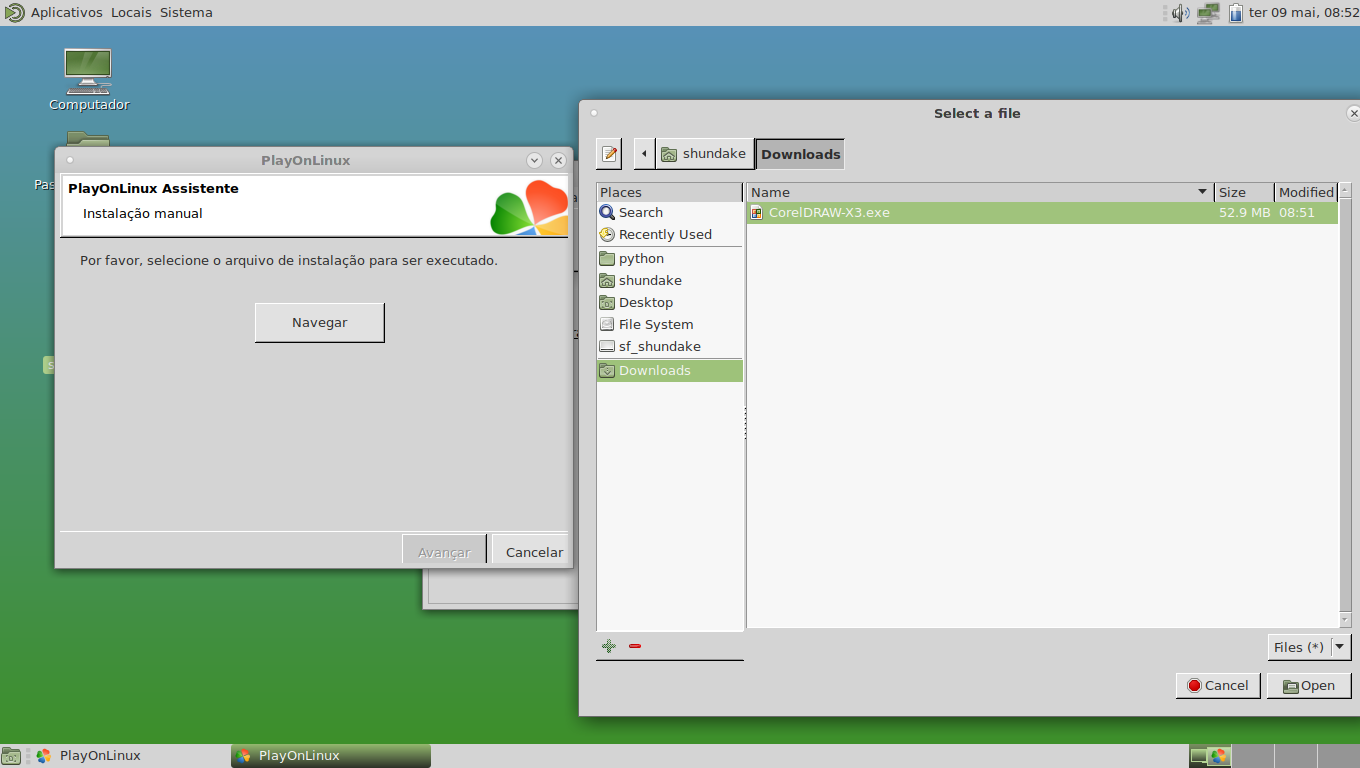 Aplicativos Locais Sistema
ter 09 mai, 08:52
Computador
Pas
PlayOnLinux
PlayOnLinux Assistente
Instalação manual
Por favor, selecione o arquivo de instalação para ser executado.
Navegar
Avançar
Cancelar
Select a file
shundake
Downloads
Places
Search
Recently Used
python
shundake
Desktop
File System
sf_shundake
Downloads
Name Size Modified
CorelDRAW-X3.exe 52.9 MB 08:51
Files (*)
Cancel
Open
PlayOnLinux
PlayOnLinux